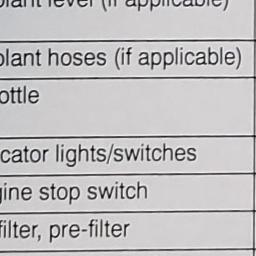 plant level (if applicable)
plant hoses (if applicable)
ottle
cator lights/switches
gine stop switch
filter, pre-filter